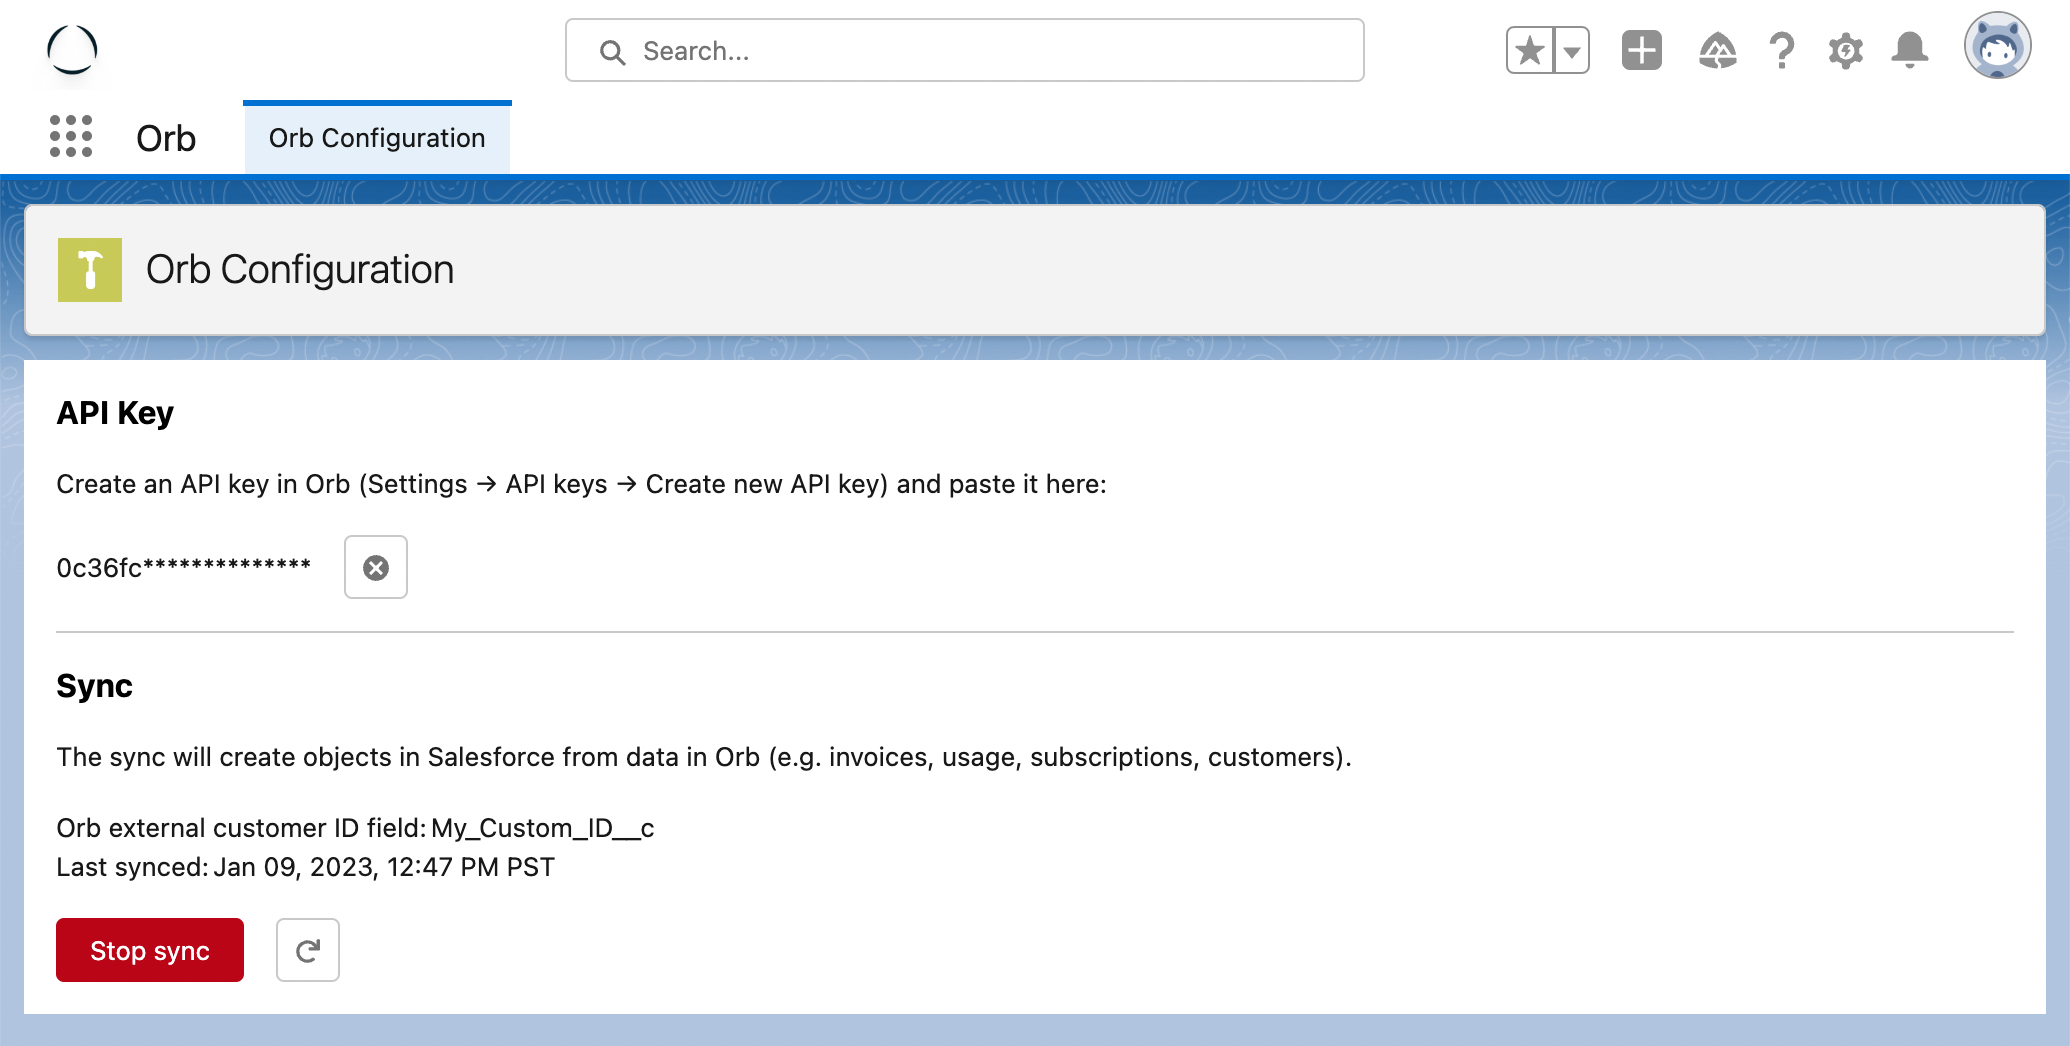 Search...
Orb
Orb Configuration
Orb Configuration
API Key
Create an API key in Orb (Settings → API keys → Create new API key) and paste it here:
0c36fc**************
Sync
The sync will create objects in Salesforce from data in Orb (e.g. invoices, usage, subscriptions, customers).
Orb external customer ID field: My_Custom_ID__c
Last synced: Jan 09, 2023, 12:47 PM PST
Stop sync